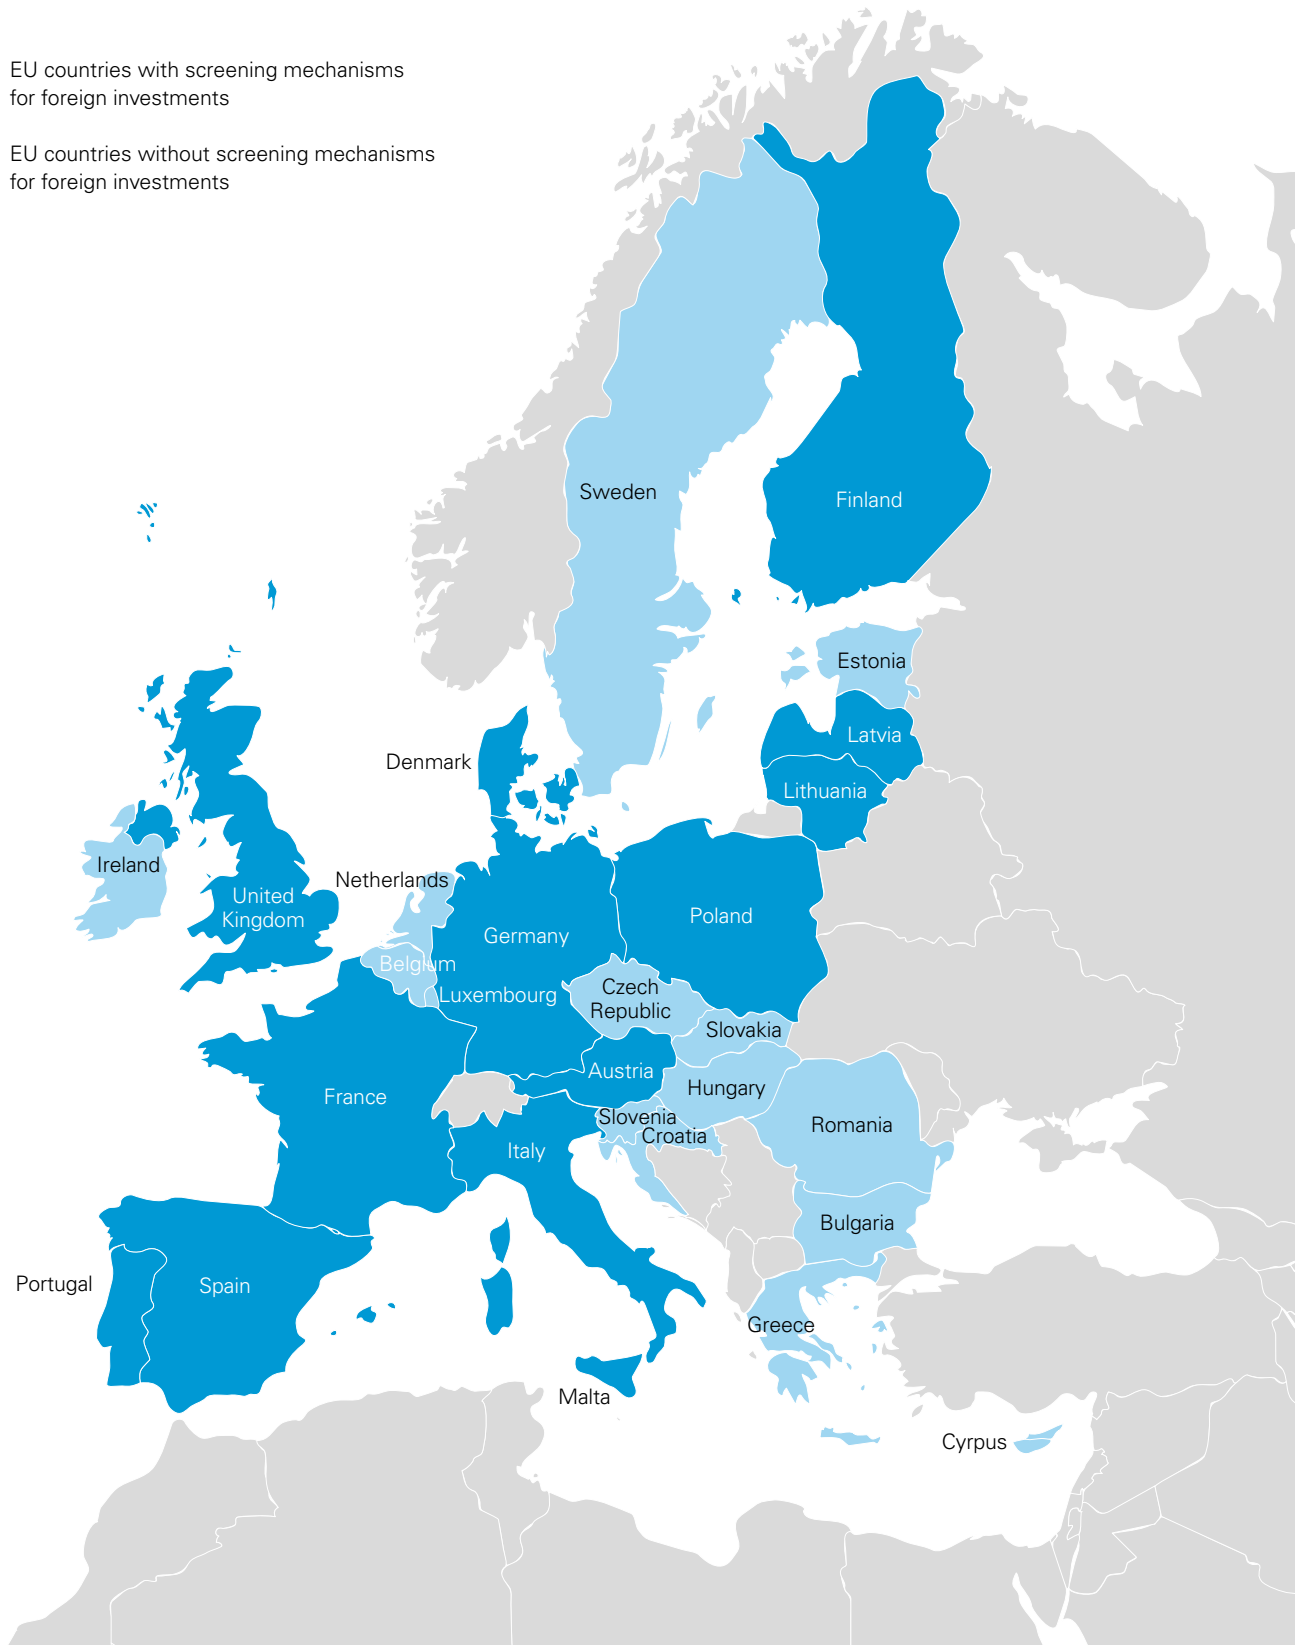 EU countries with screening mechanisms
for foreign investments
EU countries without screening mechanisms
for foreign investments
Sweden
Finland
Estonia
Latvia
Denmark
Lithuania
Ireland
Netherlands
United
Kingdom
Poland
Germany
Belgium
Czech
Republic
Luxembourg
Slovakia
Austria
Hungary
France
Slovenia
Romania
Croatia
Italy
Bulgaria
Portugal
Spain
Greece
Malta
Cyrpus